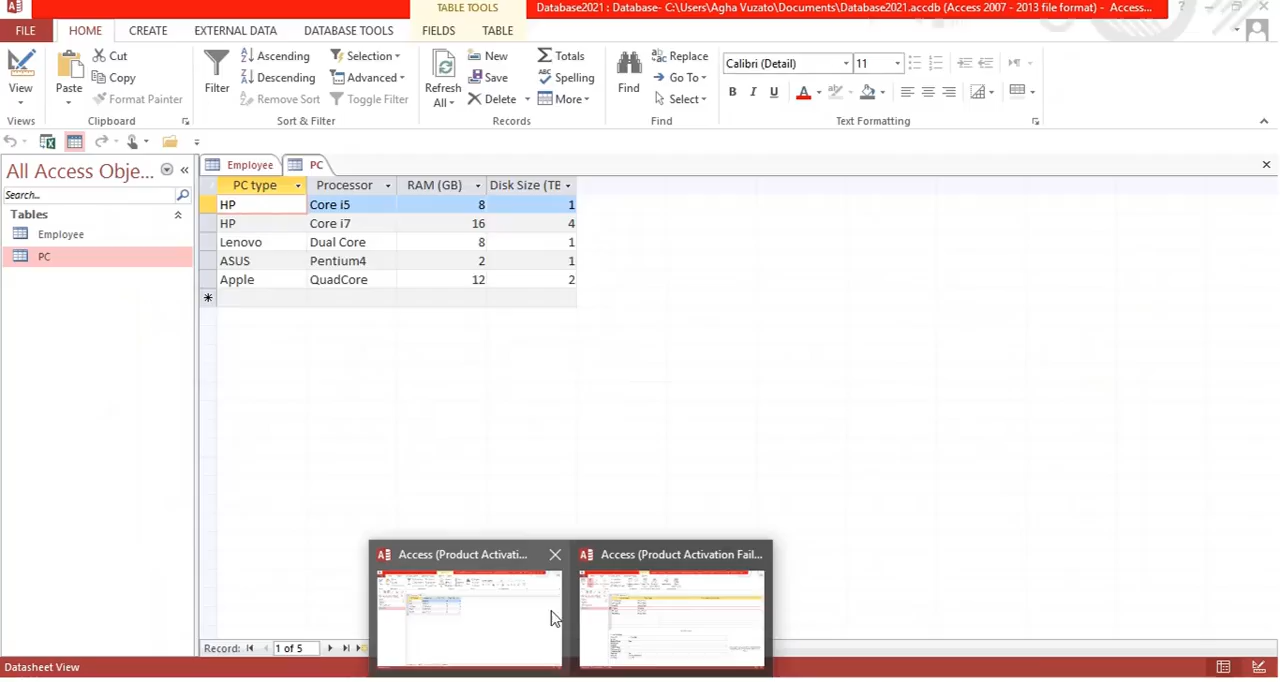 TABLE TOOLS
Database2021 : Database- C:\Users\Agha Vuzato\Documents\Database2021.accdb (Access 2007 - 2013 file format) - Access...
FILE HOME CREATE EXTERNAL DATA DATABASE TOOLS FIELDS TABLE
View
Views
Paste
Cut
Copy
Format Painter
Clipboard
Filter
Ascending
Descending
Remove Sort
Selection
Advanced
Toggle Filter
Sort & Filter
Refresh
All
New
Save
Delete
Totals
Spelling
More
Records
Find
Replace
Go To
Select
Find
Calibri (Detail) 11
B I U A
Text Formatting
All Access Obje...
Search...
Tables
Employee
PC
Employee PC
PC type Processor RAM (GB) Disk Size (TB
HP Core i5 8 1
HP Core i7 16 4
Lenovo Dual Core 8 1
ASUS Pentium4 2 1
Apple QuadCore 12 2
Access (Product Activati...
Access (Product Activation Fail...
Record: 1 of 5
Datasheet View